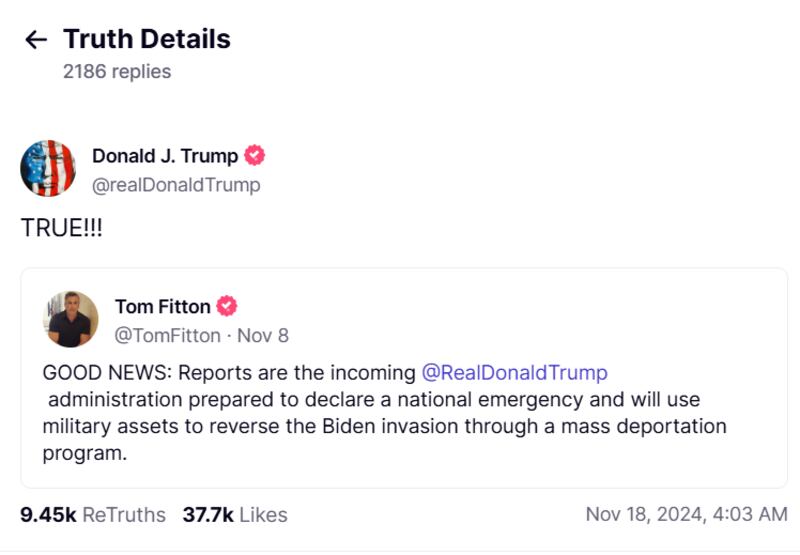 Truth Details
2186 replies
Donald J. Trump
@realDonaldTrump
TRUE!!!
Tom Fitton
@TomFitton · Nov 8
GOOD NEWS: Reports are the incoming @RealDonaldTrump
administration prepared to declare a national emergency and will use
military assets to reverse the Biden invasion through a mass deportation
program.
9.45k ReTruths 37.7k Likes Nov 18, 2024, 4:03 AM